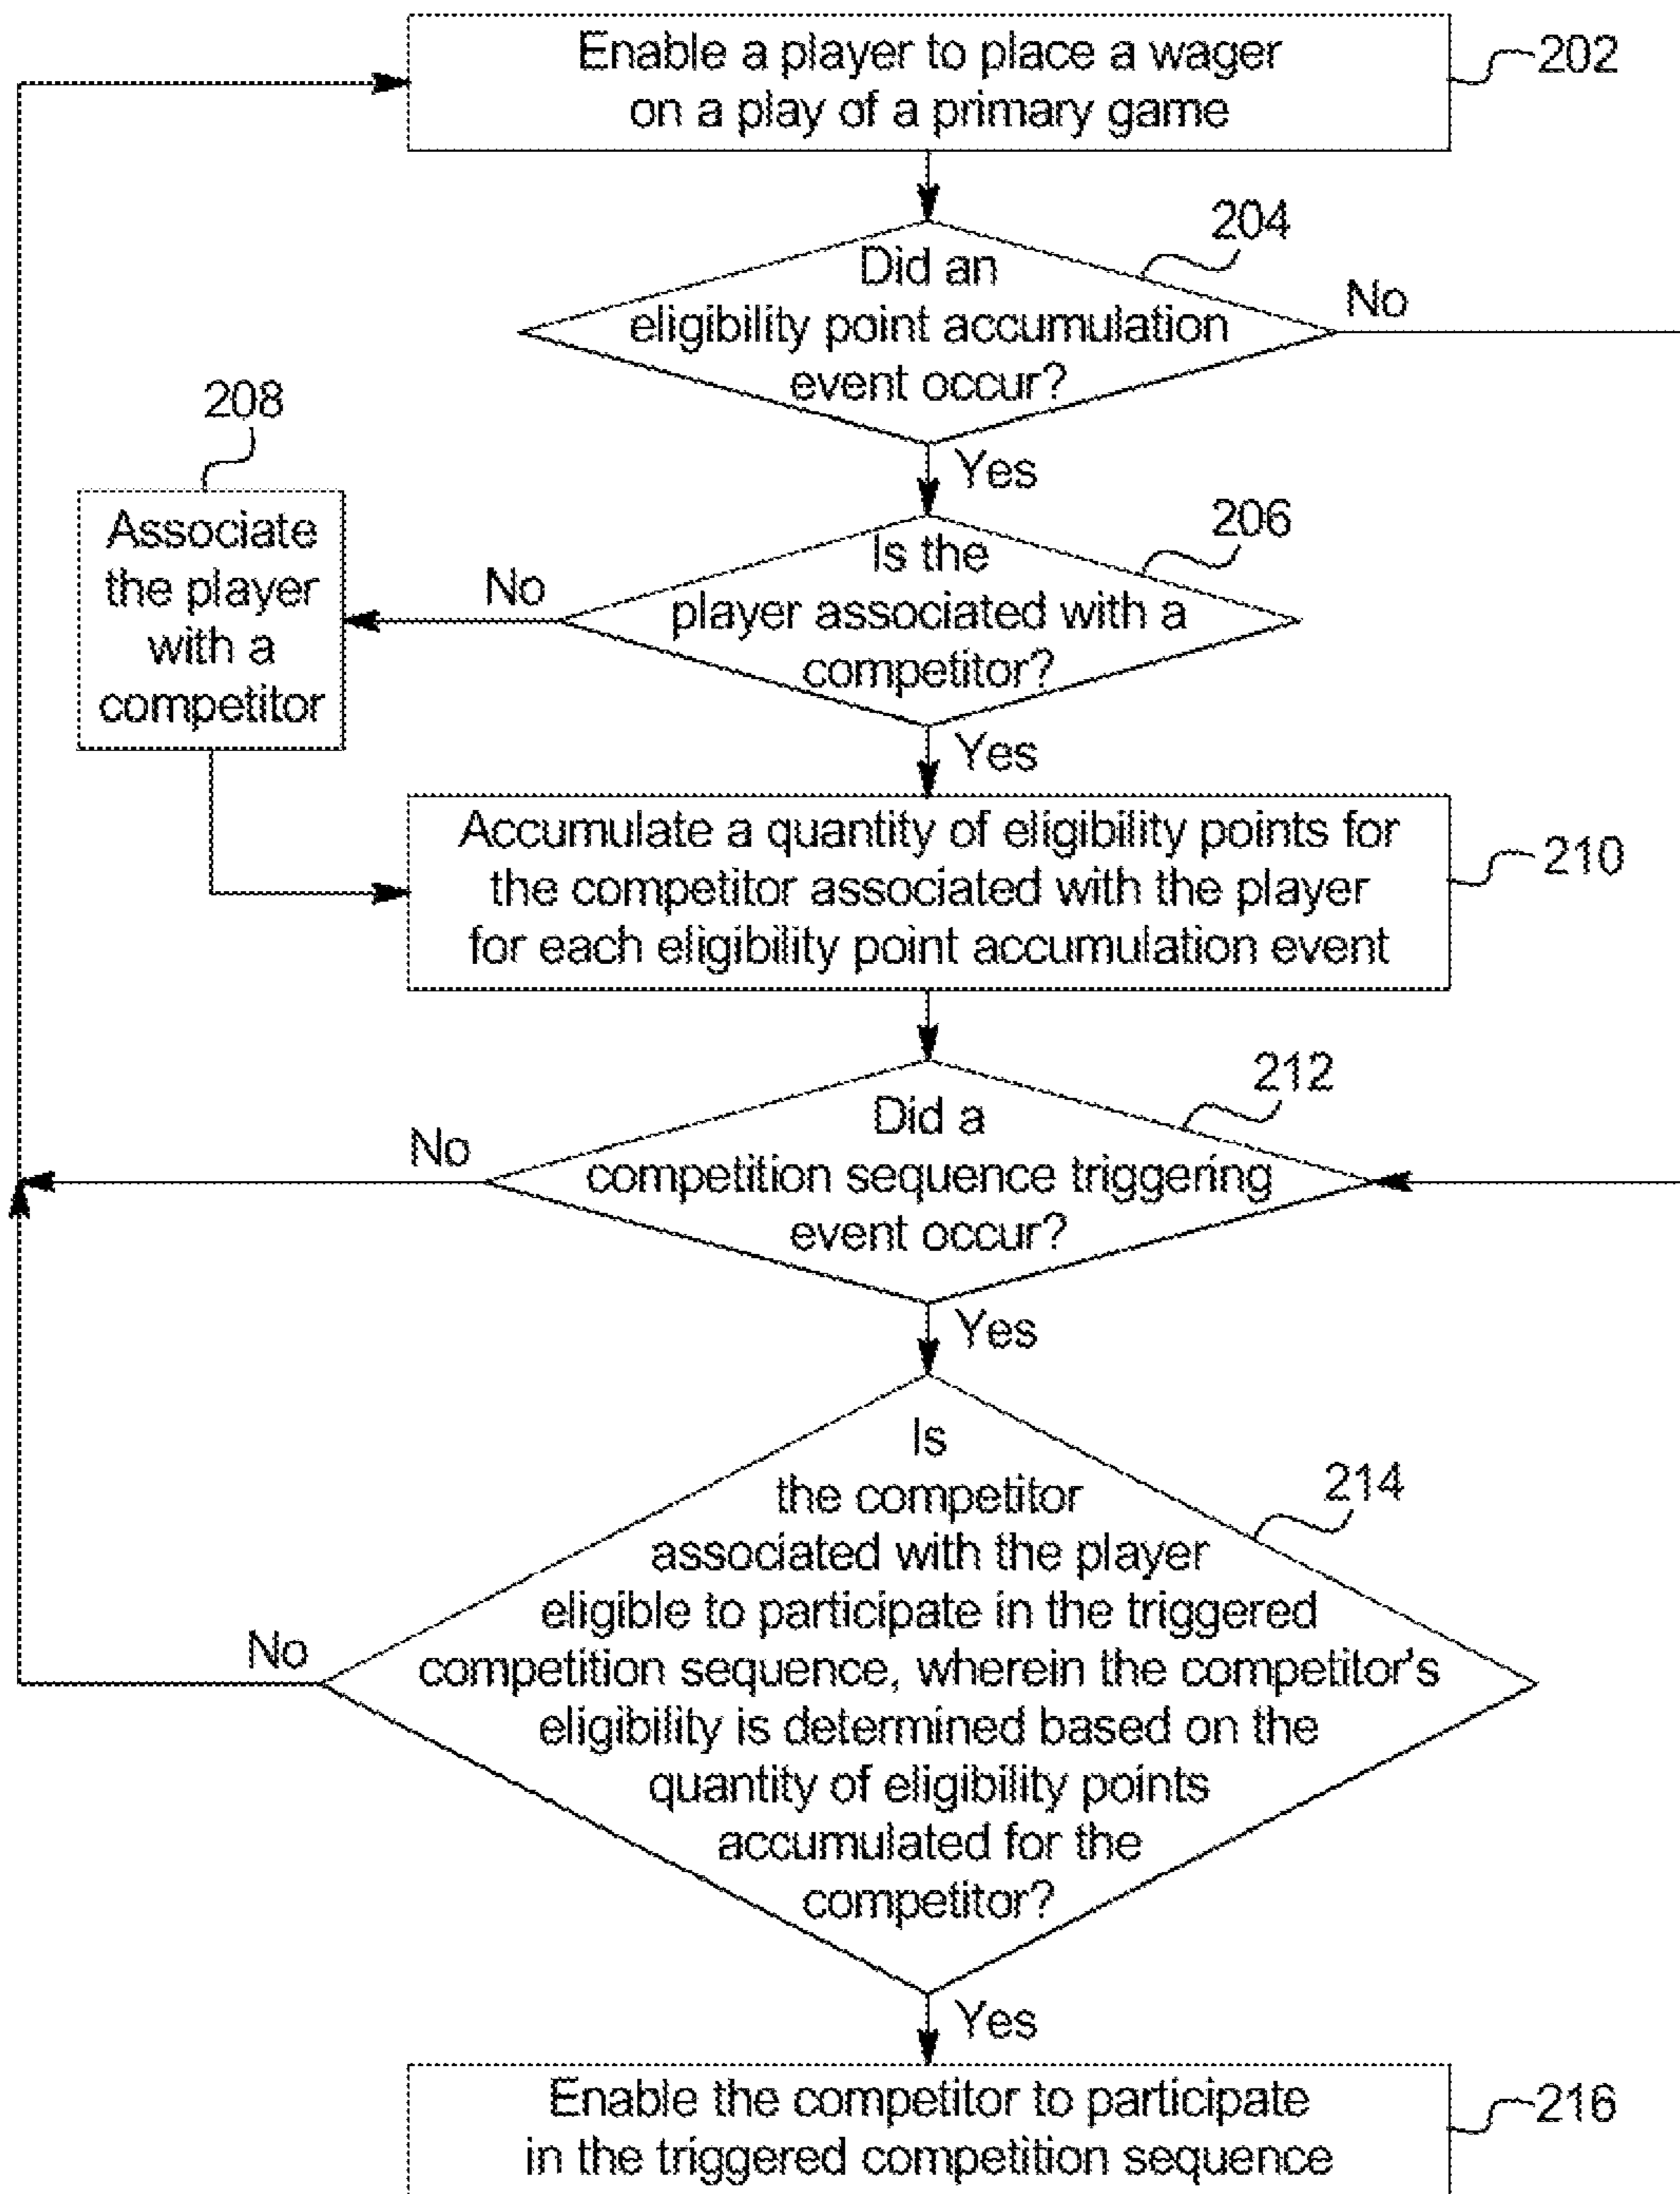 Enable a player to place a wager
on a play of a primary game
202
204
Did an
eligibility point accumulation
event occur?
No
Yes
208
Associate
the player
with a
competitor
206
Is the
player associated with a
competitor?
No
Yes
Accumulate a quantity of eligibility points for
the competitor associated with the player
for each eligibility point accumulation event
210
212
Did a
competition sequence triggering
event occur?
No
Yes
214
Is
the competitor
associated with the player
eligible to participate in the triggered
competition sequence, wherein the competitor's
eligibility is determined based on the
quantity of eligibility points
accumulated for the
competitor?
No
Yes
Enable the competitor to participate
in the triggered competition sequence
216